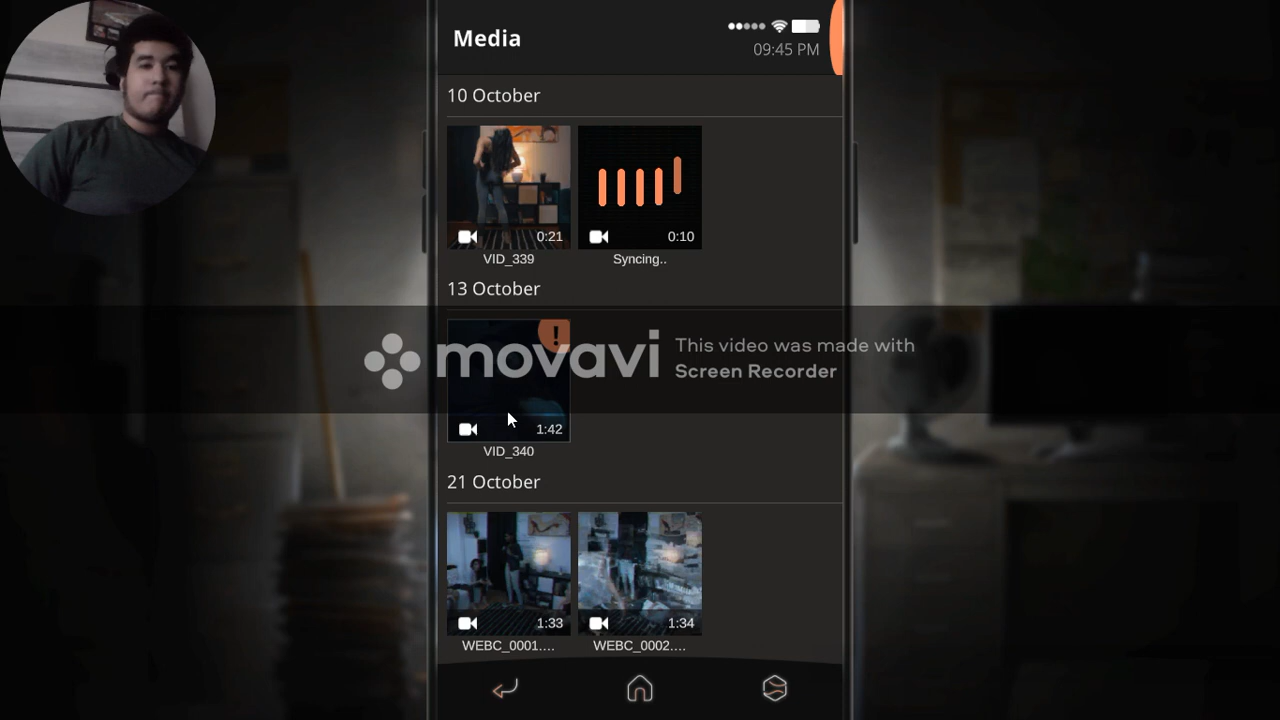 Media
09:45 PM
10 October
0:21
0:10
VID_339
Syncing..
13 October
!
movavi
This video was made with
Screen Recorder
1:42
VID_340
21 October
1:33
1:34
WEBC_0001....
WEBC_0002....